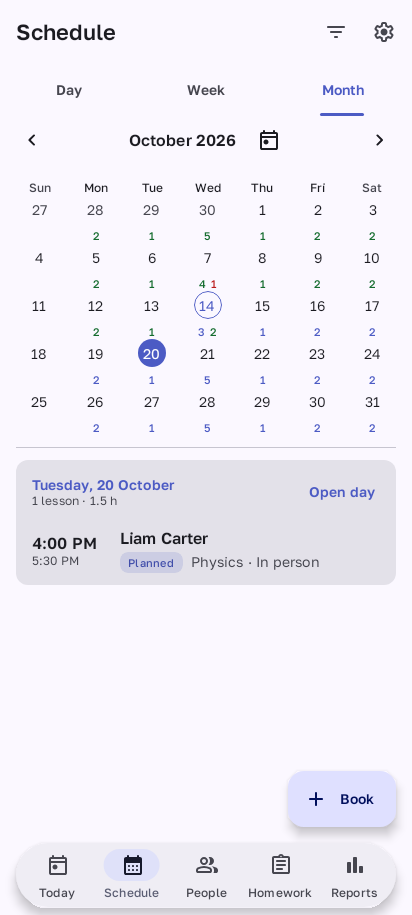 Schedule
Day Week Month
October 2026
Sun Mon Tue Wed Thu Fri Sat
27 28 29 30 1 2 3
2 1 5 1 2 2
4 5 6 7 8 9 10
2 1 4 1 1 2 2
11 12 13 14 15 16 17
2 1 3 2 1 2 2
18 19 20 21 22 23 24
2 1 5 1 2 2
25 26 27 28 29 30 31
2 1 5 1 2 2
Tuesday, 20 October
1 lesson · 1.5 h
Open day
4:00 PM
5:30 PM
Liam Carter
Planned Physics · In person
Book
Today Schedule People Homework Reports